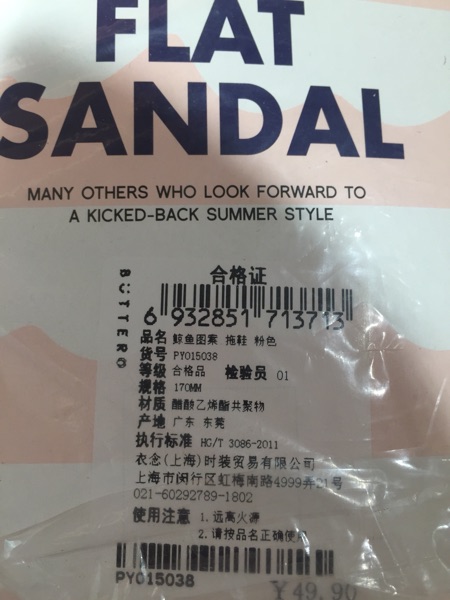 FLAT
SANDAL
MANY OTHERS WHO LOOK FORWARD TO
A KICKED-BACK SUMMER STYLE
BUTTERO
合格证
6 932851 713713
品名 鲸鱼图案 拖鞋 粉色
货号 PY015038
等级 合格品 检验员 01
规格 170MM
材质 醋酸乙烯酯共聚物
产地 广东 东莞
执行标准 HG/T 3086-2011
衣念(上海)时装贸易有限公司
上海市闵行区虹梅南路4999弄21号
021-60292789-1802
使用注意 1.远离火源
2.请按品名正确使用
PY015038
￥49.90